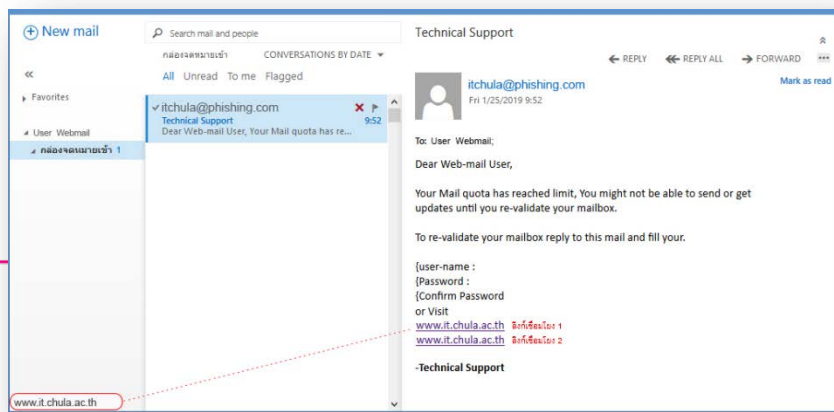 New mail
Search mail and people
กล่องจดหมายเข้า CONVERSATIONS BY DATE
All Unread To me Flagged
Favorites
User Webmail
กล่องจดหมายเข้า 1
itchula@phishing.com
Technical Support 9:52
Dear Web-mail User, Your Mail quota has re...
Technical Support
REPLY REPLY ALL FORWARD
Mark as read
itchula@phishing.com
Fri 1/25/2019 9:52
To: User Webmail;
Dear Web-mail User,
Your Mail quota has reached limit, You might not be able to send or get
updates until you re-validate your mailbox.
To re-validate your mailbox reply to this mail and fill your.
{user-name :
{Password :
{Confirm Password
or Visit
www.it.chula.ac.th ลิงก์เชื่อมโยง 1
www.it.chula.ac.th ลิงก์เชื่อมโยง 2
-Technical Support
www.it.chula.ac.th